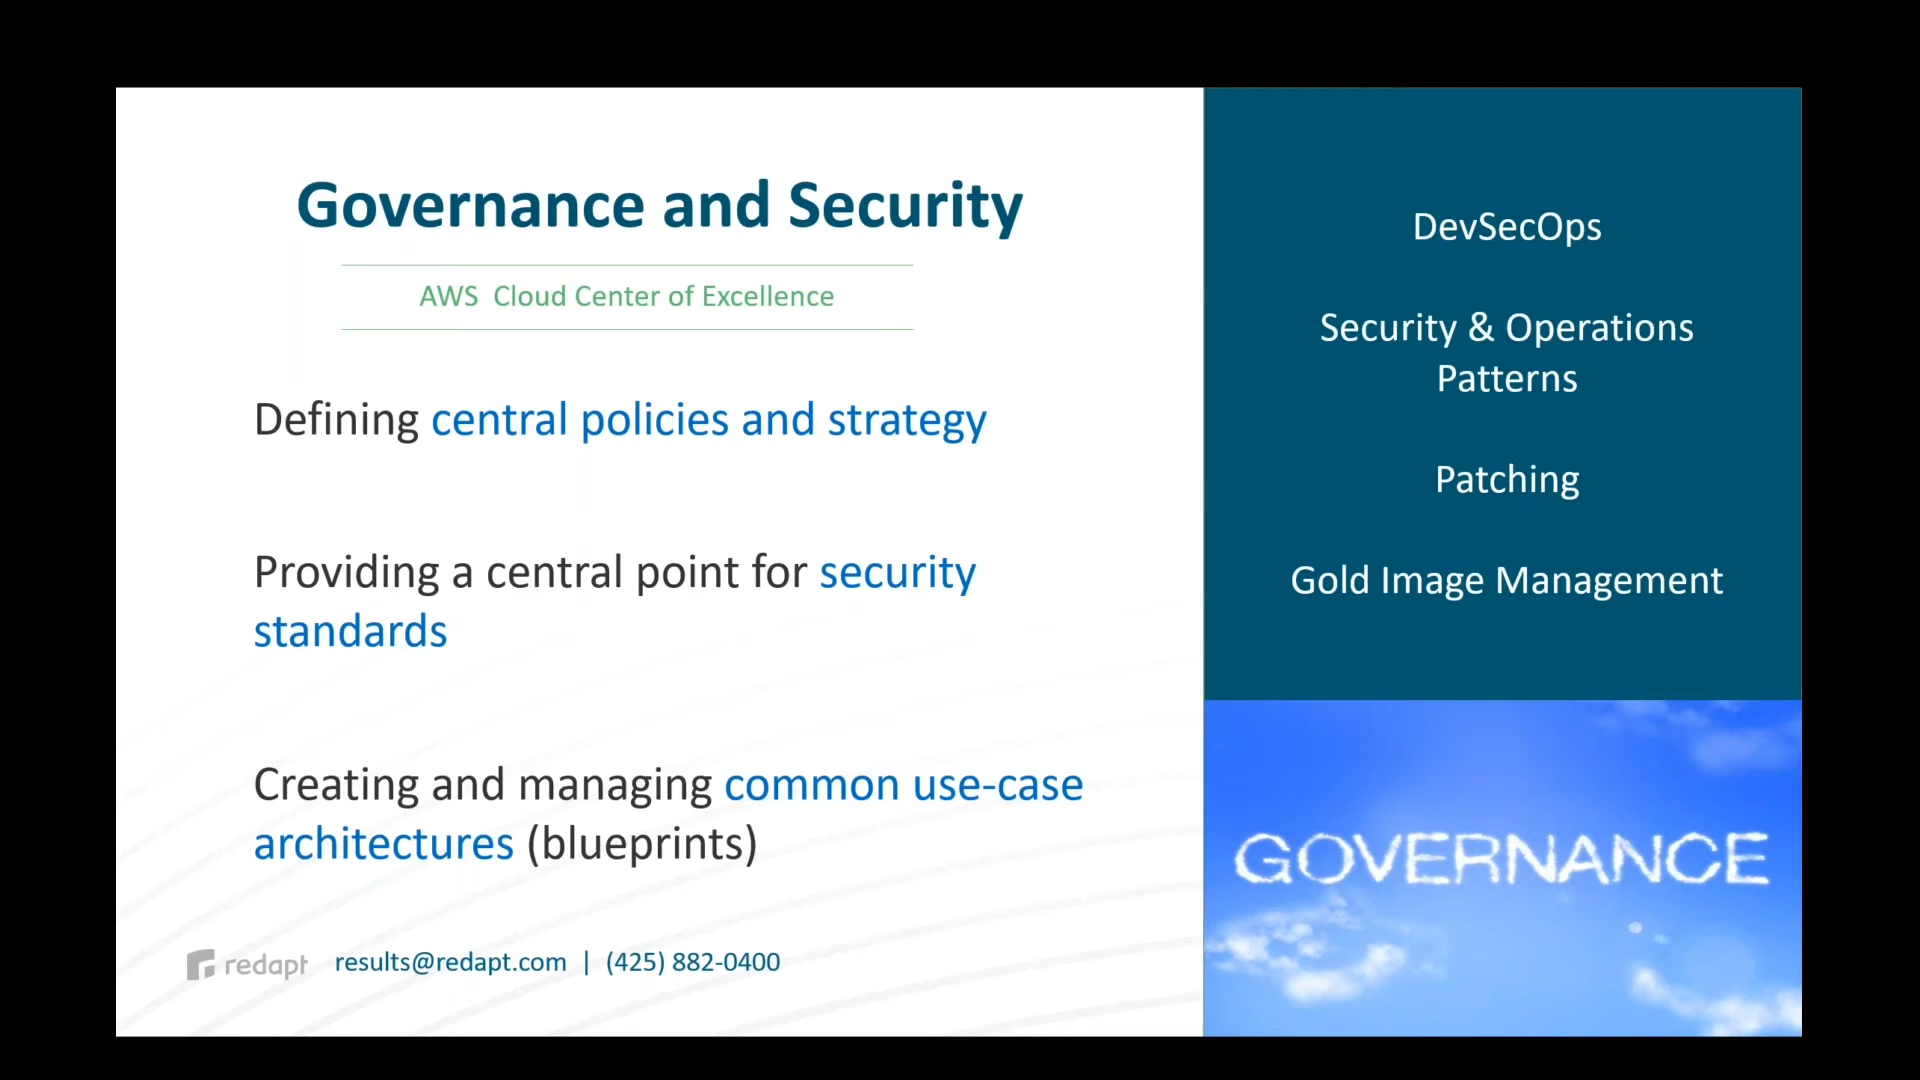 Governance and Security
AWS  Cloud Center of Excellence
Defining central policies and strategy
Providing a central point for security
standards
Creating and managing common use-case
architectures (blueprints)
redapt
results@redapt.com | (425) 882-0400
DevSecOps
Security & Operations
Patterns
Patching
Gold Image Management
GOVERNANCE